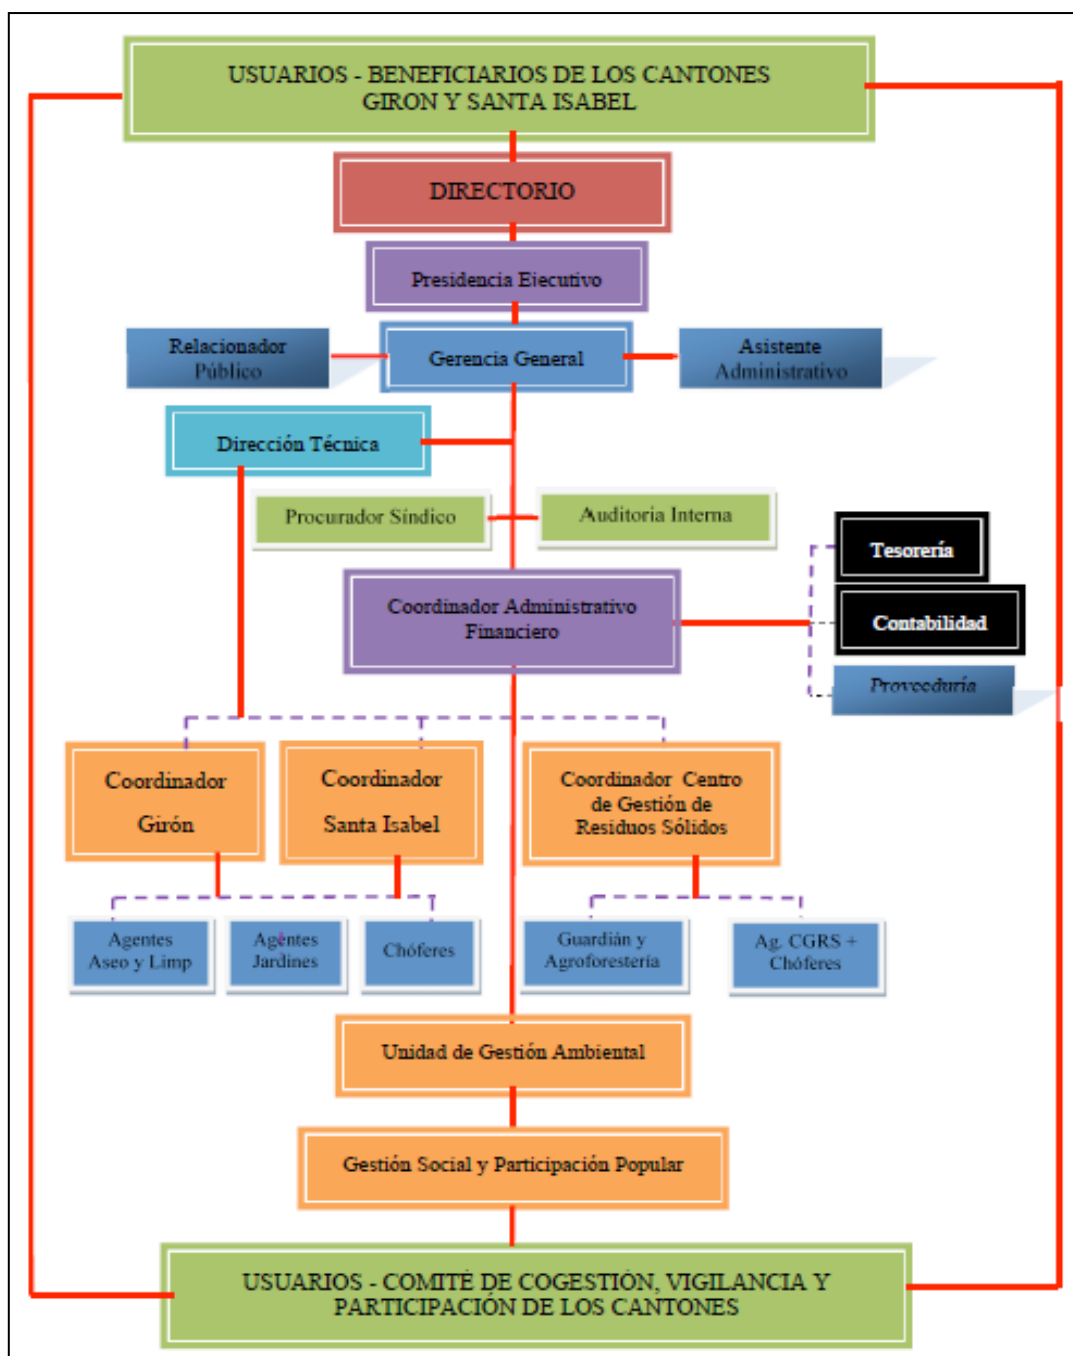 USUARIOS - BENEFICIARIOS DE LOS CANTONES
GIRON Y SANTA ISABEL
DIRECTORIO
Presidencia Ejecutivo
Relacionador
Público
Gerencia General
Asistente
Administrativo
Dirección Técnica
Procurador Síndico
Auditoria Interna
Tesorería
Coordinador Administrativo
Financiero
Contabilidad
Proveeduría
Coordinador
Girón
Coordinador
Santa Isabel
Coordinador Centro
de Gestión de
Residuos Sólidos
Agentes
Aseo y Limp
Agentes
Jardines
Chóferes
Guardián y
Agroforestería
Ag. CGRS +
Chóferes
Unidad de Gestión Ambiental
Gestión Social y Participación Popular
USUARIOS - COMITÉ DE COGESTIÓN, VIGILANCIA Y
PARTICIPACIÓN DE LOS CANTONES